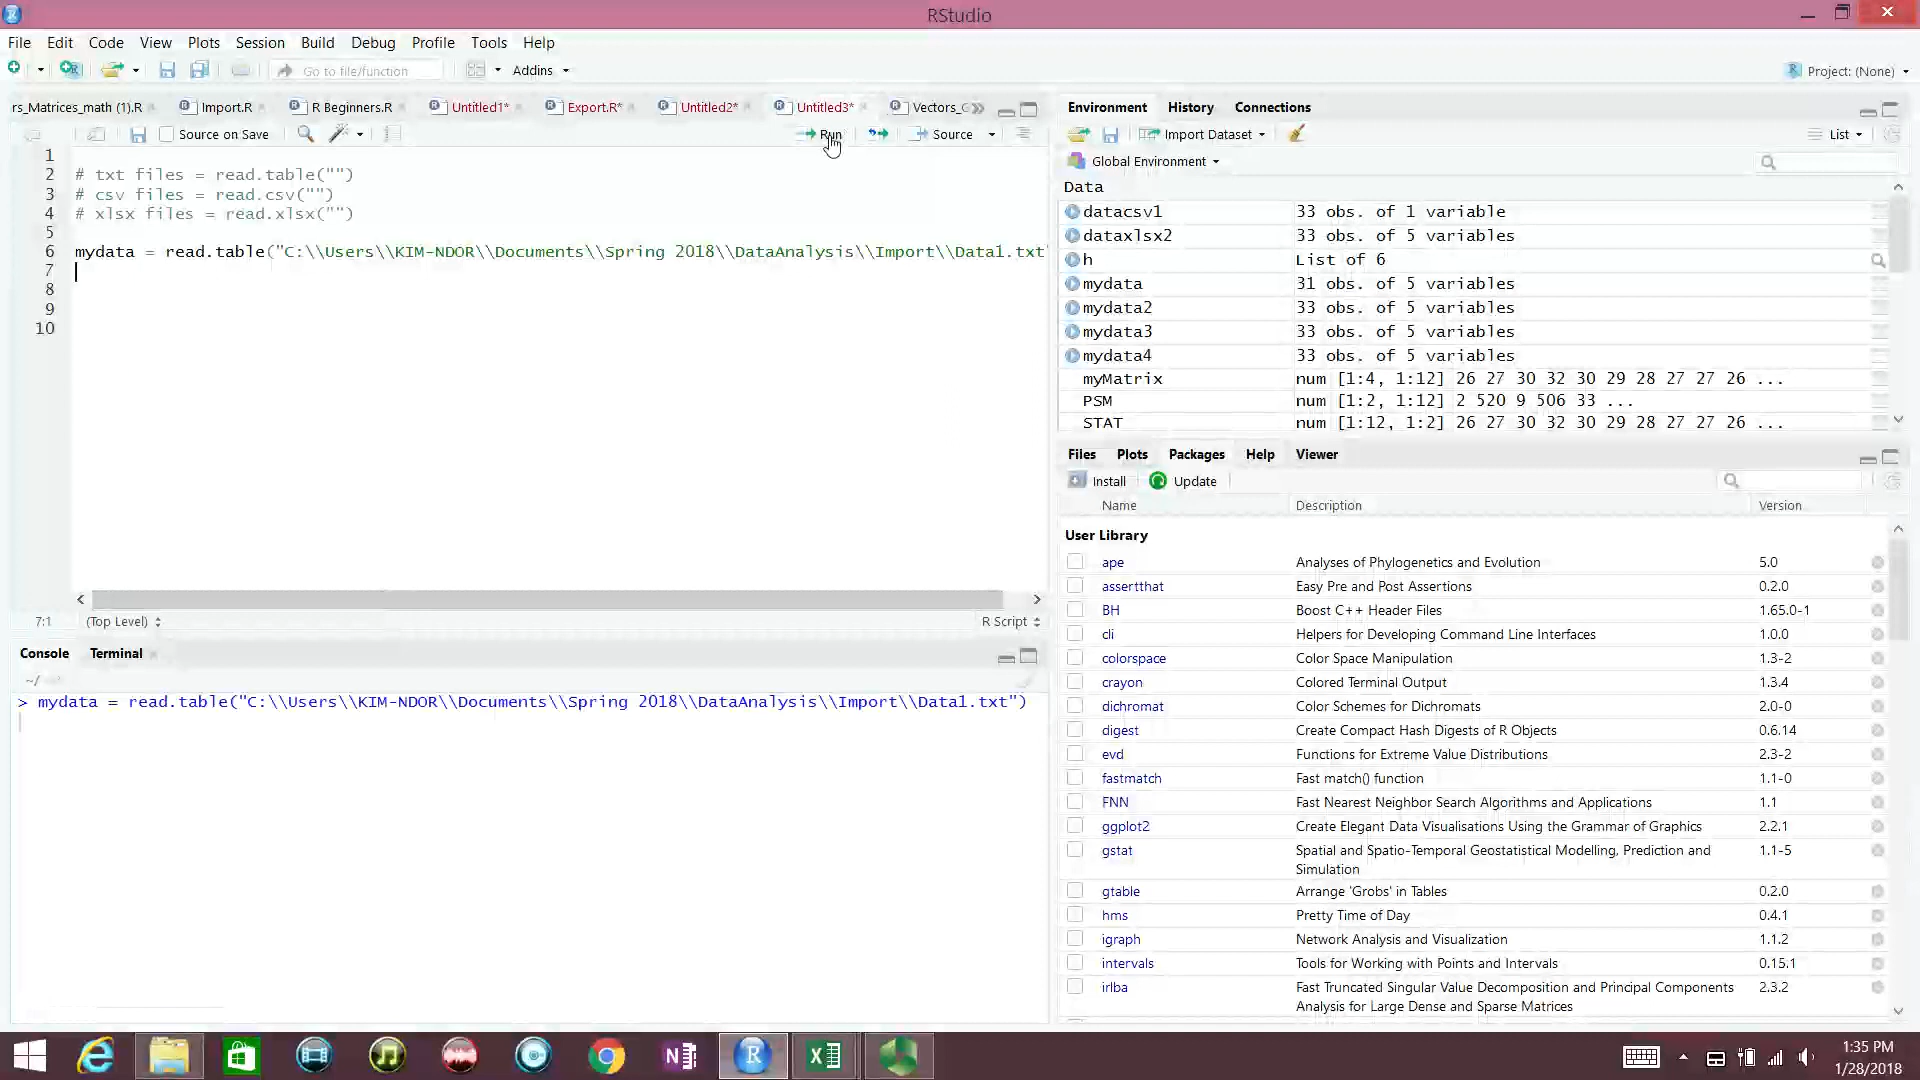 RStudio
File Edit Code View Plots Session Build Debug Profile Tools Help
Go to file/function Addins Project: (None)
rs_Matrices_math (1).R Import.R R Beginners.R Untitled1* Export.R* Untitled2* Untitled3* Vectors_
Source on Save Run Source
1
2 # txt files = read.table("")
3 # csv files = read.csv("")
4 # xlsx files = read.xlsx("")
5
6 mydata = read.table("C:\\Users\\KIM-NDOR\\Documents\\Spring 2018\\DataAnalysis\\Import\\Data1.txt
7
8
9
10
7:1 (Top Level) R Script
Console Terminal
~/
> mydata = read.table("C:\\Users\\KIM-NDOR\\Documents\\Spring 2018\\DataAnalysis\\Import\\Data1.txt")
Environment History Connections
Import Dataset List
Global Environment
Data
datacsv1 33 obs. of 1 variable
dataxlsx2 33 obs. of 5 variables
h List of 6
mydata 31 obs. of 5 variables
mydata2 33 obs. of 5 variables
mydata3 33 obs. of 5 variables
mydata4 33 obs. of 5 variables
myMatrix num [1:4, 1:12] 26 27 30 32 30 29 28 27 27 26 ...
PSM num [1:2, 1:12] 2 520 9 506 33 ...
STAT num [1:12, 1:2] 26 27 30 32 30 29 28 27 27 26 ...
Files Plots Packages Help Viewer
Install Update
Name Description Version
User Library
ape Analyses of Phylogenetics and Evolution 5.0
assertthat Easy Pre and Post Assertions 0.2.0
BH Boost C++ Header Files 1.65.0-1
cli Helpers for Developing Command Line Interfaces 1.0.0
colorspace Color Space Manipulation 1.3-2
crayon Colored Terminal Output 1.3.4
dichromat Color Schemes for Dichromats 2.0-0
digest Create Compact Hash Digests of R Objects 0.6.14
evd Functions for Extreme Value Distributions 2.3-2
fastmatch Fast match() function 1.1-0
FNN Fast Nearest Neighbor Search Algorithms and Applications 1.1
ggplot2 Create Elegant Data Visualisations Using the Grammar of Graphics 2.2.1
gstat Spatial and Spatio-Temporal Geostatistical Modelling, Prediction and 1.1-5
Simulation
gtable Arrange 'Grobs' in Tables 0.2.0
hms Pretty Time of Day 0.4.1
igraph Network Analysis and Visualization 1.1.2
intervals Tools for Working with Points and Intervals 0.15.1
irlba Fast Truncated Singular Value Decomposition and Principal Components 2.3.2
Analysis for Large Dense and Sparse Matrices
1:35 PM
1/28/2018